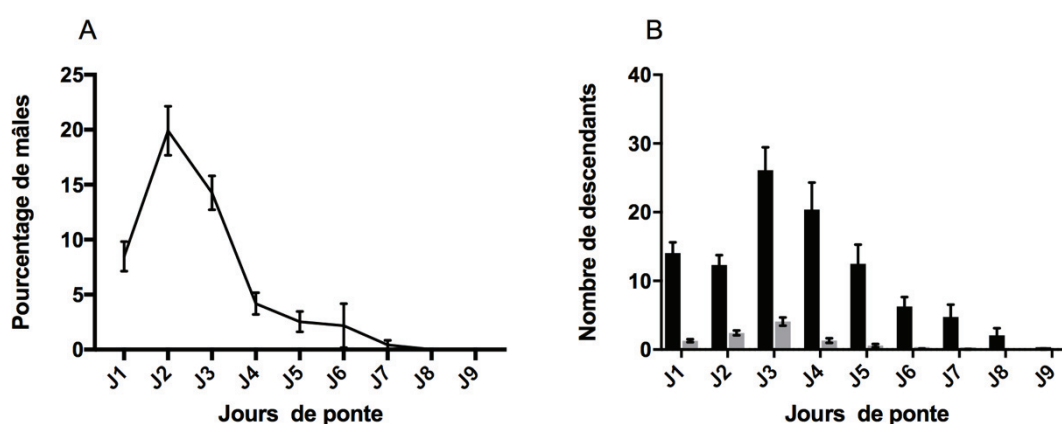 A
Pourcentage de mâles
25
20
15
10
5
0
J1 J2 J3 J4 J5 J6 J7 J8 J9
Jours de ponte
B
Nombre de descendants
40
30
20
10
0
J1 J2 J3 J4 J5 J6 J7 J8 J9
Jours de ponte